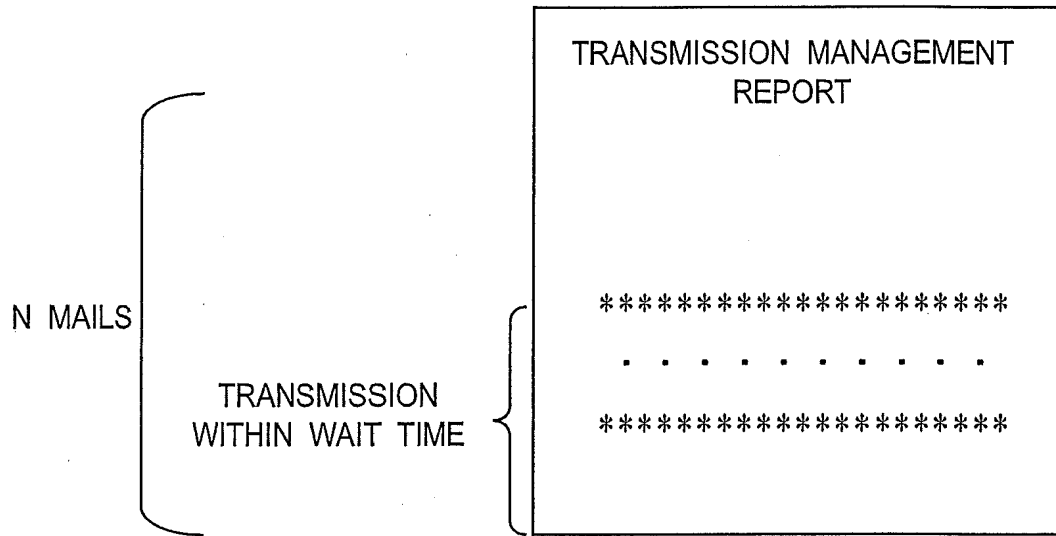 TRANSMISSION MANAGEMENT
REPORT
N MAILS
*********************
. . . . . . . . . .
TRANSMISSION
WITHIN WAIT TIME
*********************